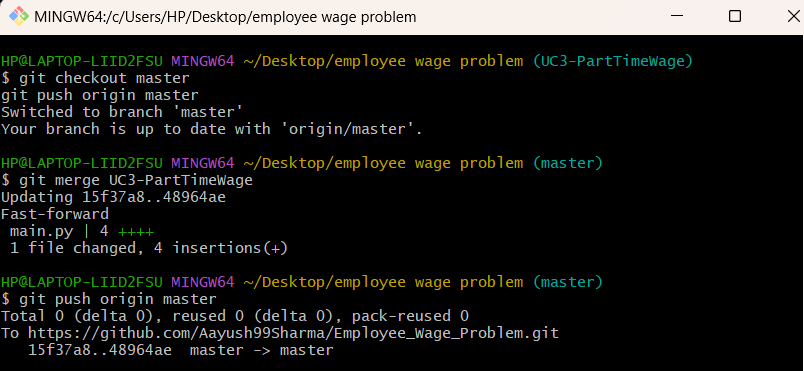 MINGW64:/c/Users/HP/Desktop/employee wage problem
HP@LAPTOP-LIID2FSU MINGW64 ~/Desktop/employee wage problem (UC3-PartTimeWage)
$ git checkout master
git push origin master
Switched to branch 'master'
Your branch is up to date with 'origin/master'.
HP@LAPTOP-LIID2FSU MINGW64 ~/Desktop/employee wage problem (master)
$ git merge UC3-PartTimeWage
Updating 15f37a8..48964ae
Fast-forward
 main.py | 4 ++++
 1 file changed, 4 insertions(+)
HP@LAPTOP-LIID2FSU MINGW64 ~/Desktop/employee wage problem (master)
$ git push origin master
Total 0 (delta 0), reused 0 (delta 0), pack-reused 0
To https://github.com/Aayush99Sharma/Employee_Wage_Problem.git
   15f37a8..48964ae  master -> master